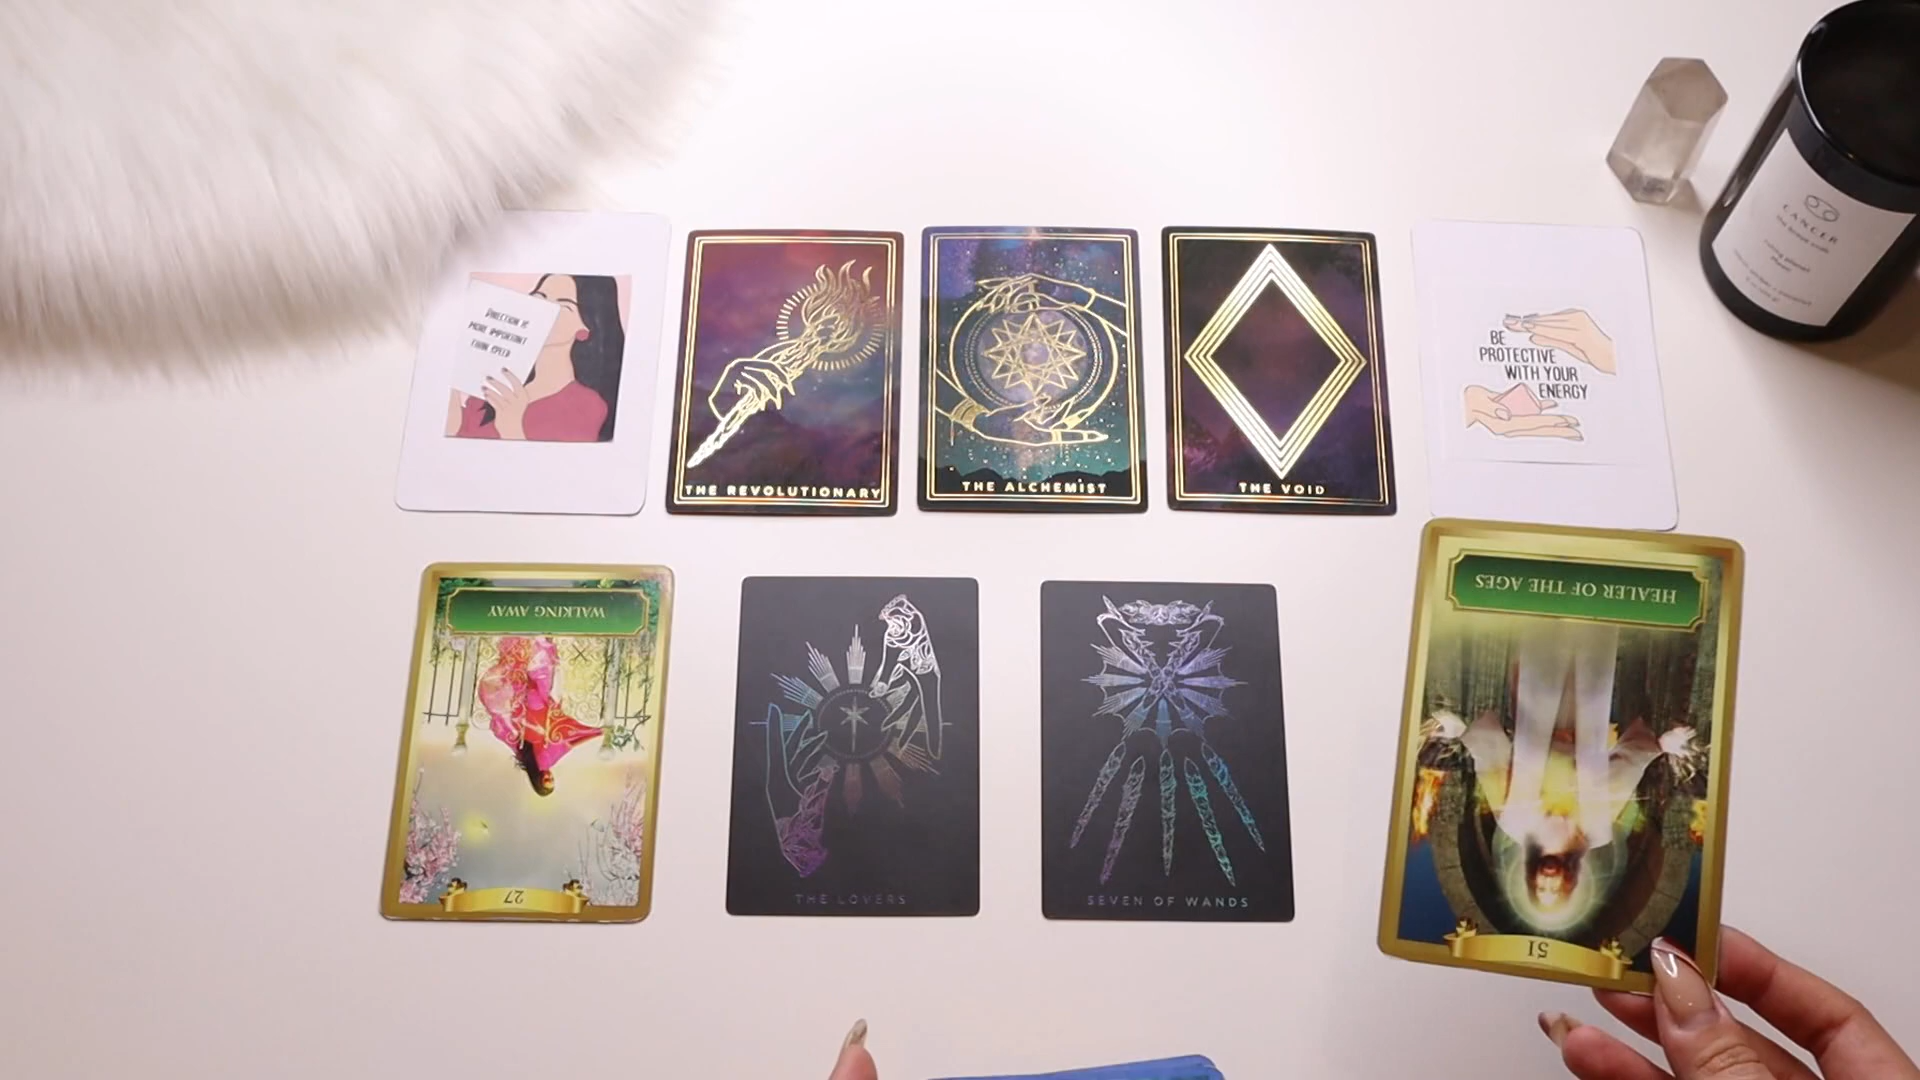 DIRECTION IS
MORE IMPORTANT
THAN SPEED
THE REVOLUTIONARY
THE ALCHEMIST
THE VOID
BE
PROTECTIVE
WITH YOUR
ENERGY
CANCER
WALKING AWAY
27
THE LOVERS
SEVEN OF WANDS
HEALER OF THE AGES
51